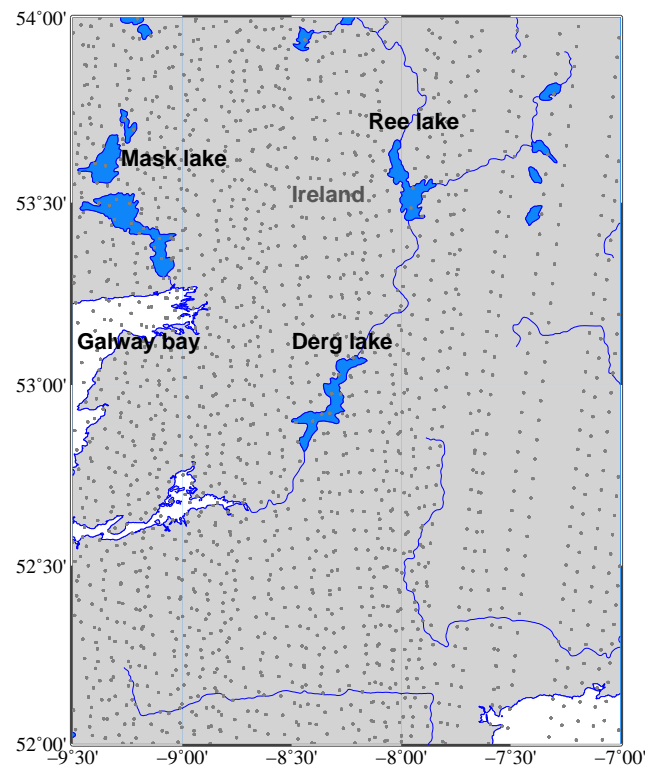 54°00'
Ree lake
Mask lake
Ireland
53°30'
Galway bay
Derg lake
53°00'
52°30'
52°00'
−9°30' −9°00' −8°30' −8°00' −7°30' −7°00'